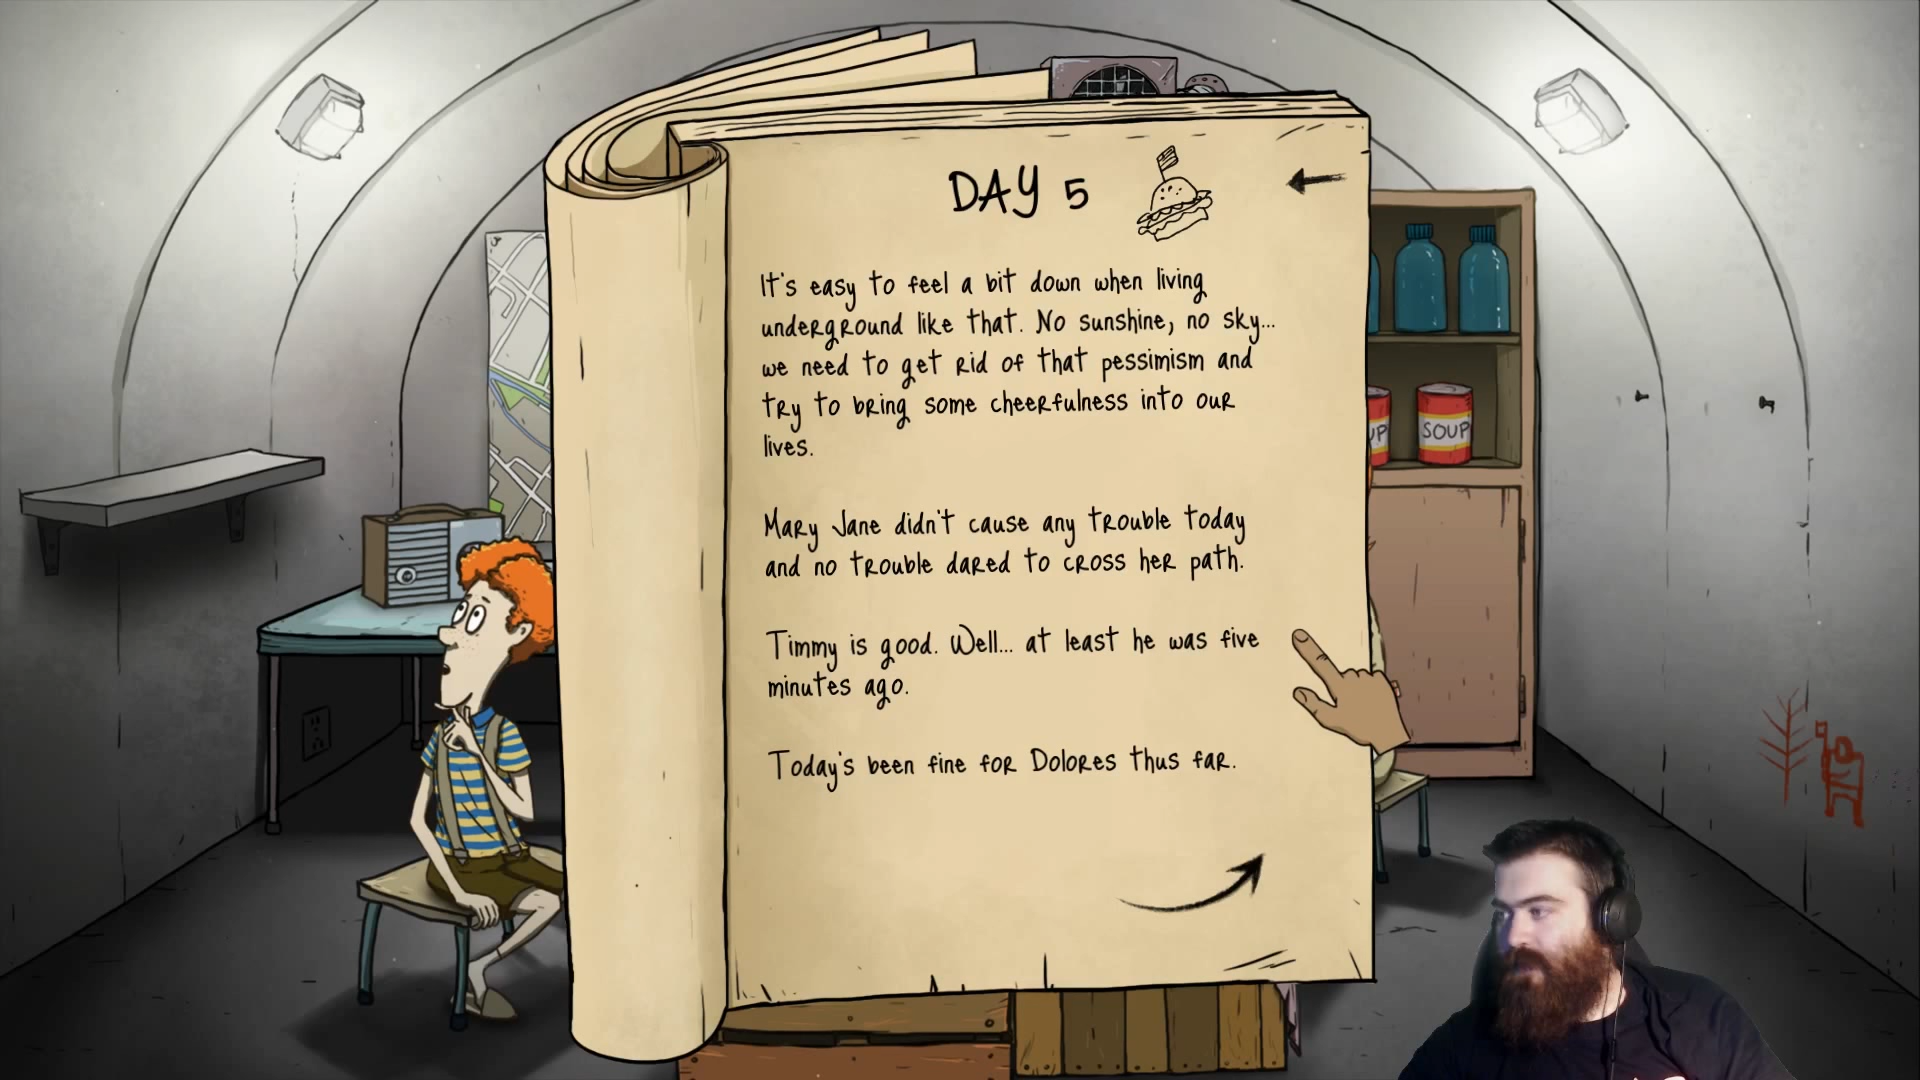 DAY 5
It's easy to feel a bit down when living
underground like that. No sunshine, no sky...
we need to get rid of that pessimism and
try to bring some cheerfulness into our
lives.
Mary Jane didn't cause any trouble today
and no trouble dared to cross her path.
Timmy is good. Well... at least he was five
minutes ago.
Today's been fine for Dolores thus far.
UP
SOUP